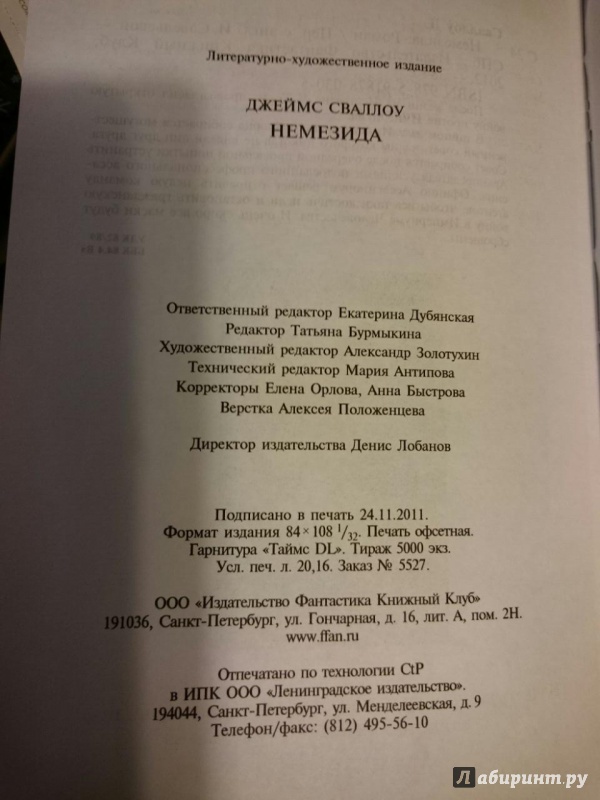 Литературно-художественное издание
ДЖЕЙМС СВАЛЛОУ
НЕМЕЗИДА
Ответственный редактор Екатерина Дубянская
Редактор Татьяна Бурмыкина
Художественный редактор Александр Золотухин
Технический редактор Мария Антипова
Корректоры Елена Орлова, Анна Быстрова
Верстка Алексея Положенцева
Директор издательства Денис Лобанов
Подписано в печать 24.11.2011.
Формат издания 84×108 1/32. Печать офсетная.
Гарнитура «Таймс DL». Тираж 5000 экз.
Усл. печ. л. 20,16. Заказ № 5527.
ООО «Издательство Фантастика Книжный Клуб»
191036, Санкт-Петербург, ул. Гончарная, д. 16, лит. А, пом. 2Н.
www.ffan.ru
Отпечатано по технологии CtP
в ИПК ООО «Ленинградское издательство».
194044, Санкт-Петербург, ул. Менделеевская, д. 9
Телефон/факс: (812) 495-56-10
Лабиринт.ру